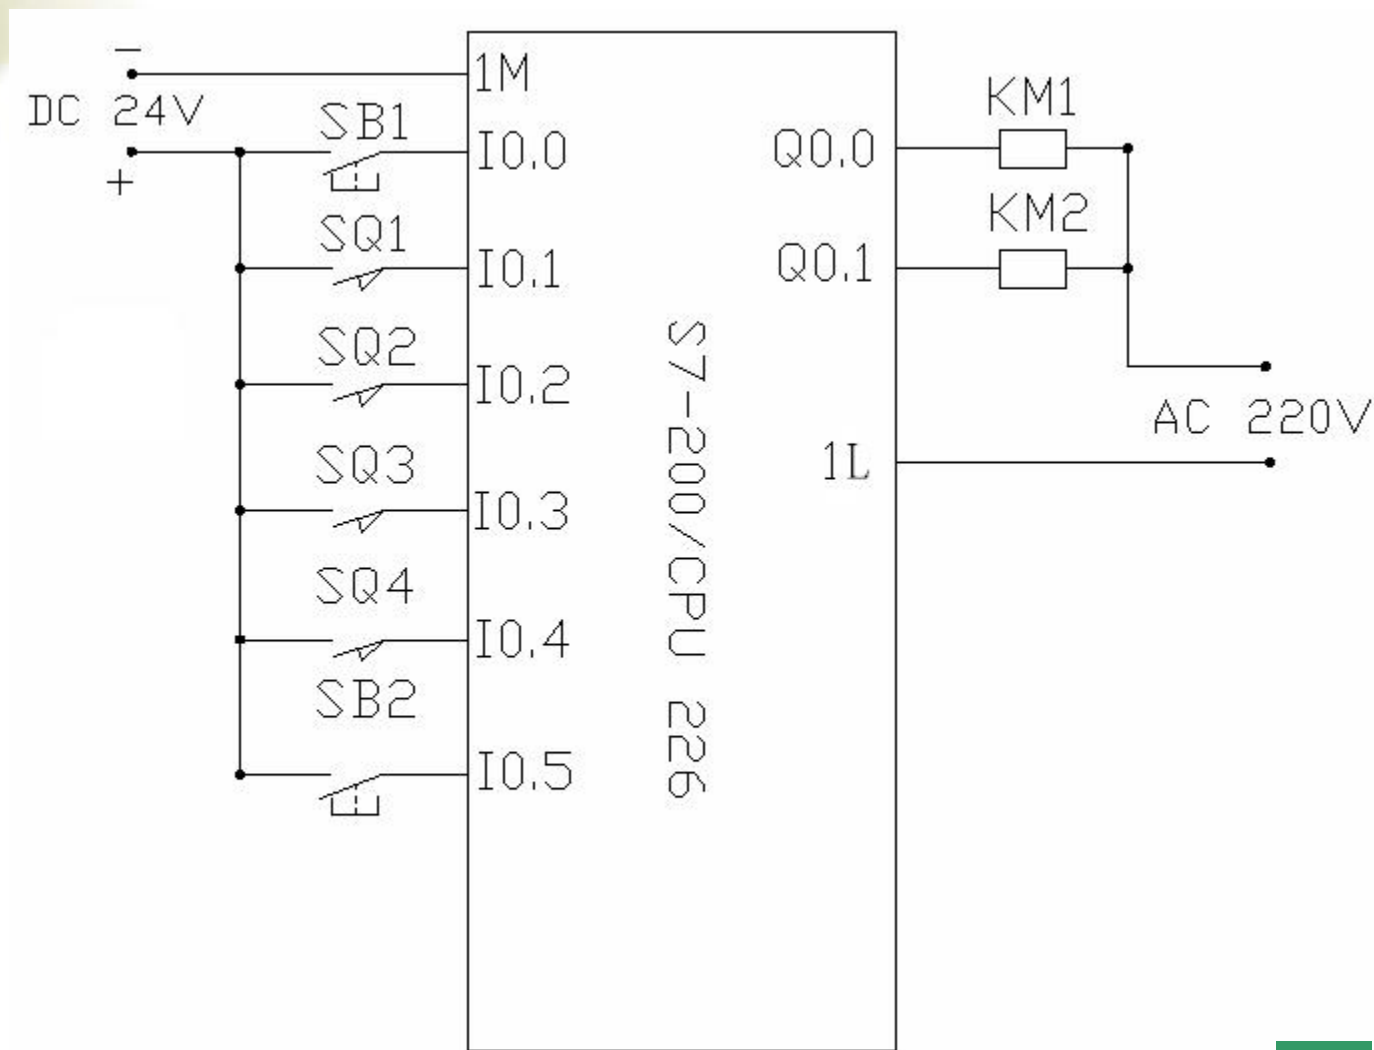 −
1M
DC 24V
+
SB1
I0.0
SQ1
I0.1
SQ2
I0.2
SQ3
I0.3
SQ4
I0.4
SB2
I0.5
S7-200/CPU 226
Q0.0
KM1
Q0.1
KM2
AC 220V
1L